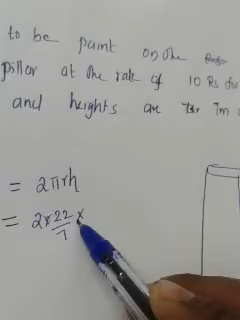 to be paint on the
pillar at the rate of 10 Rs
and heights are 7m
= 2πrh
= 2×22/7 ×